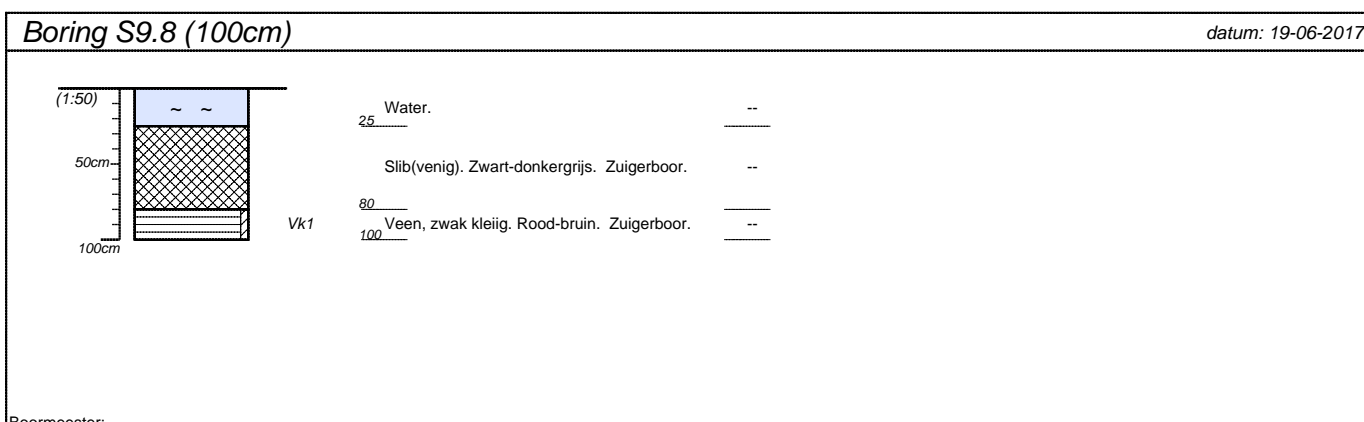 Boring S9.8 (100cm) datum: 19-06-2017
(1:50)
~ ~
Water. --
25
50cm
Slib(venig). Zwart-donkergrijs. Zuigerboor. --
80
Vk1 Veen, zwak kleiig. Rood-bruin. Zuigerboor. --
100
100cm
Boormeester: